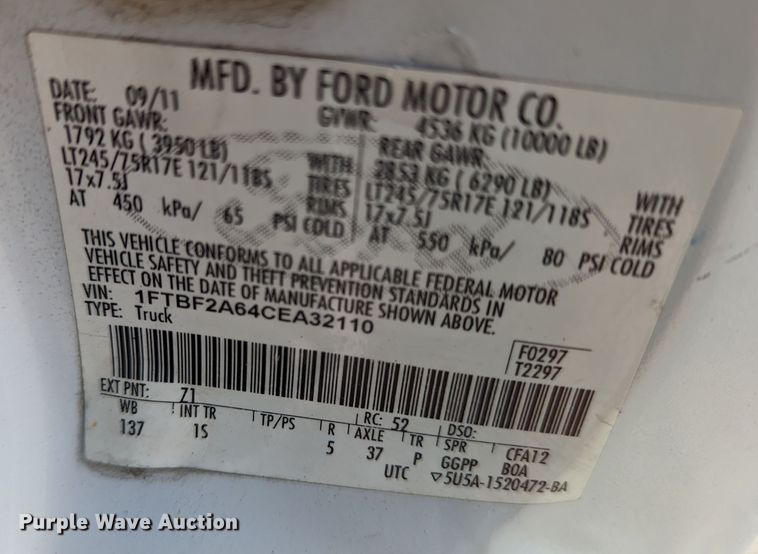 MFD. BY FORD MOTOR CO.
DATE: 09/11 GVWR: 4536 KG (10000 LB)
FRONT GAWR: REAR GAWR:
1792 KG ( 3950 LB) WITH 2853 KG ( 6290 LB) WITH
LT245/75R17E 121/118S TIRES LT245/75R17E 121/118S TIRES
17x7.5J RIMS 17x7.5J RIMS
AT 450 kPa/ 65 PSI COLD AT 550 kPa/ 80 PSI COLD
THIS VEHICLE CONFORMS TO ALL APPLICABLE FEDERAL MOTOR
VEHICLE SAFETY AND THEFT PREVENTION STANDARDS IN
EFFECT ON THE DATE OF MANUFACTURE SHOWN ABOVE.
VIN: 1FTBF2A64CEA32110
TYPE: Truck
F0297
T2297
EXT PNT: Z1 RC: 52 DSO:
WB INT TR TP/PS R AXLE TR SPR CFA12
137 1S 5 37 P GGPP B0A
UTC ▽5U5A-1520472-BA
Purple Wave Auction